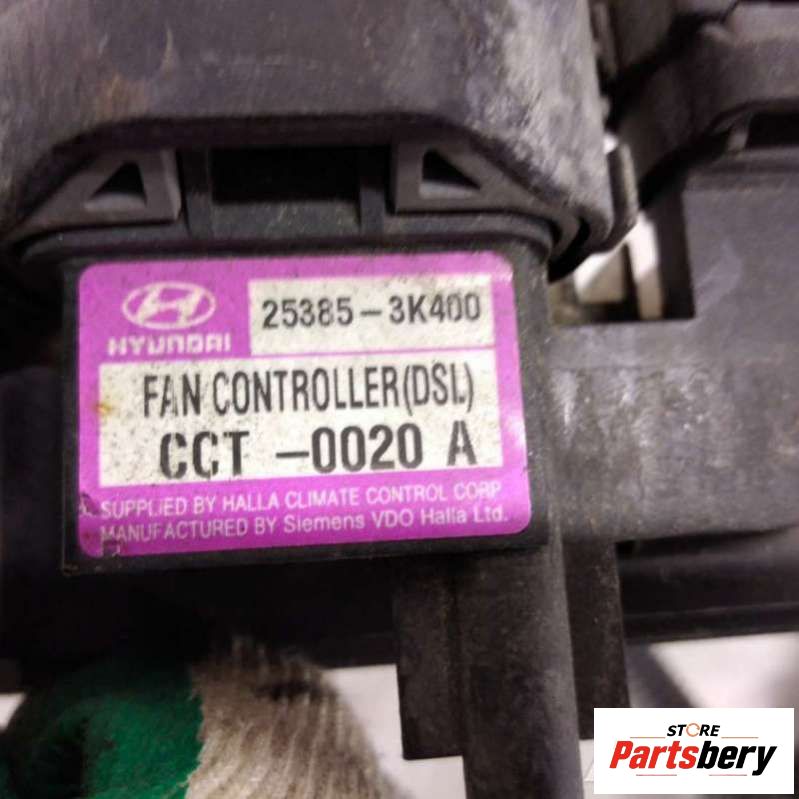 HYUNDAI
25385-3K400
FAN CONTROLLER(DSL)
CCT -0020 A
SUPPLIED BY HALLA CLIMATE CONTROL CORP
MANUFACTURED BY Siemens VDO Halla Ltd.
STORE
Partsbery